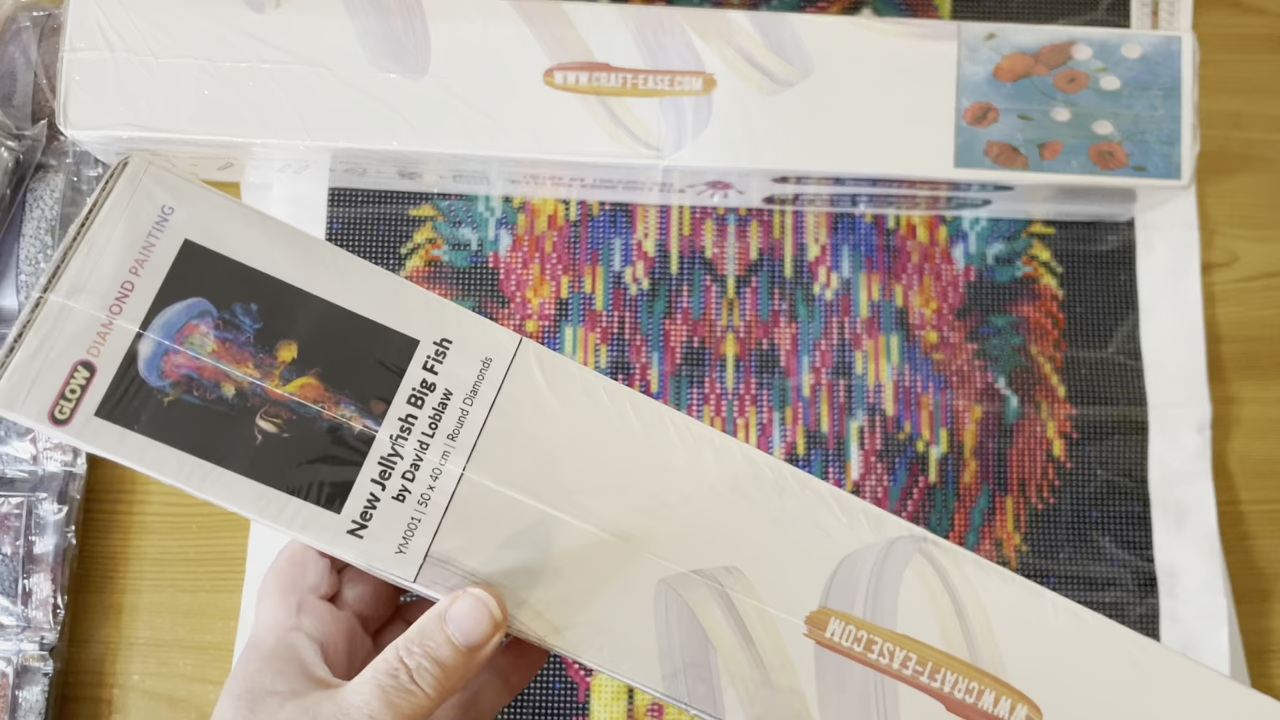 WWW.CRAFT-EASE.COM
GLOW DIAMOND PAINTING
New Jellyfish Big Fish
by David Loblaw
YM001 | 50 x 40 cm | Round Diamonds
WWW.CRAFT-EASE.COM